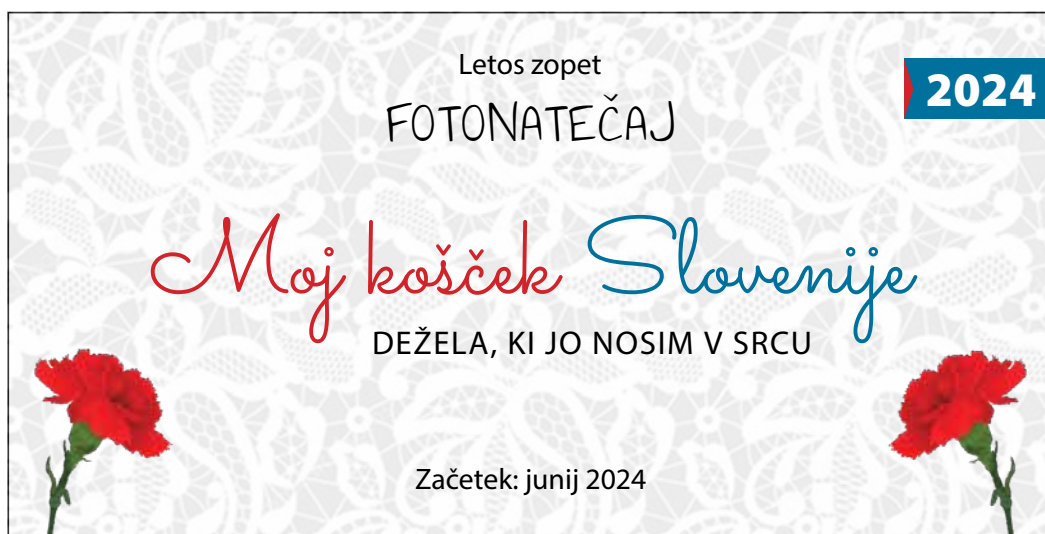 Letos zopet
2024
FOTONATEČAJ
Moj košček Slovenije
DEŽELA, KI JO NOSIM V SRCU
Začetek: junij 2024